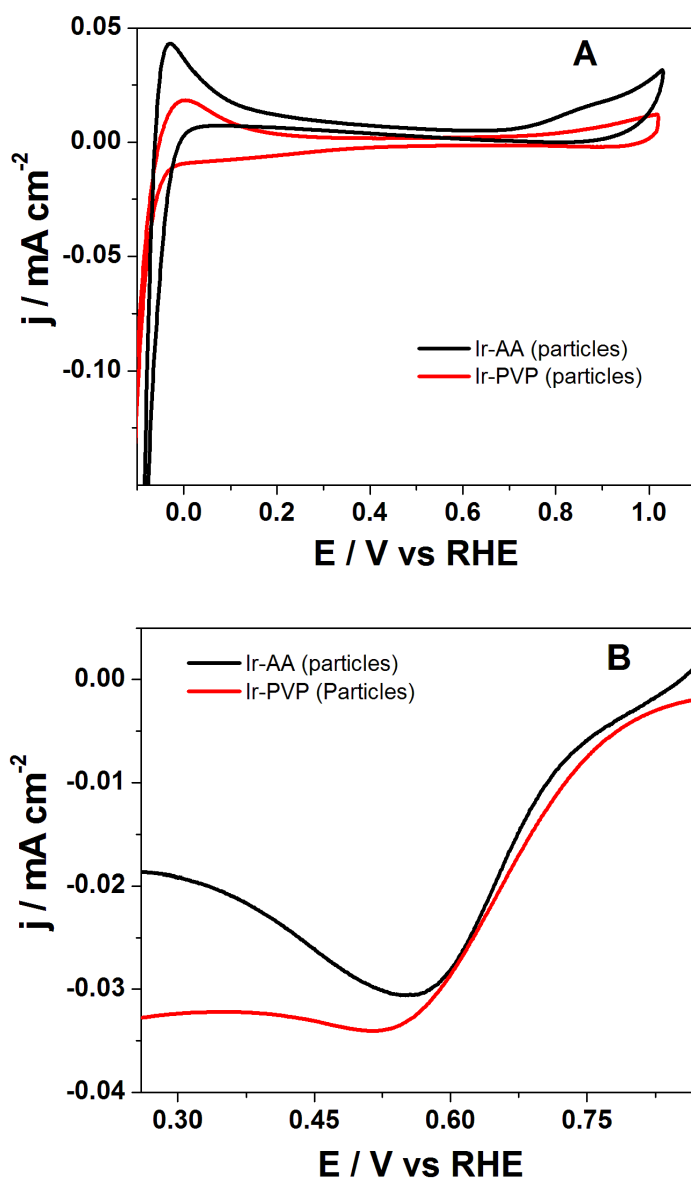 A
0.05
0.00
-0.05
-0.10
j / mA cm-2
Ir-AA (particles)
Ir-PVP (particles)
0.0 0.2 0.4 0.6 0.8 1.0
E / V vs RHE
B
Ir-AA (particles)
Ir-PVP (Particles)
0.00
-0.01
-0.02
-0.03
-0.04
j / mA cm-2
0.30 0.45 0.60 0.75
E / V vs RHE